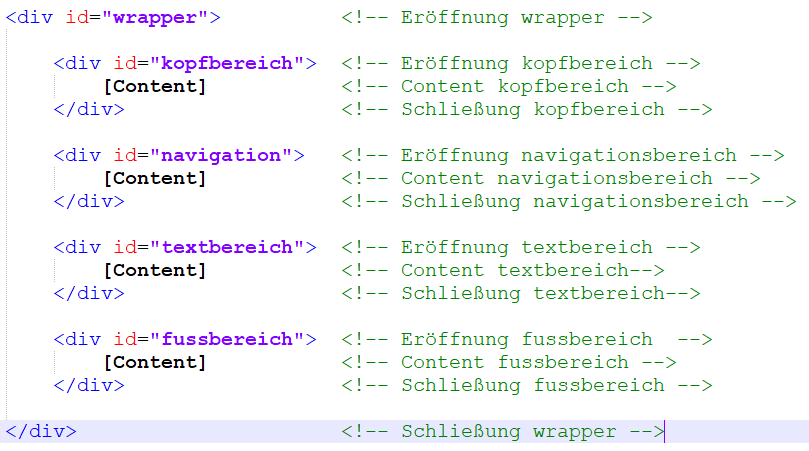 <div id="wrapper"> <!-- Eröffnung wrapper -->
<div id="kopfbereich"> <!-- Eröffnung kopfbereich -->
[Content] <!-- Content kopfbereich -->
</div> <!-- Schließung kopfbereich -->
<div id="navigation"> <!-- Eröffnung navigationsbereich -->
[Content] <!-- Content navigationsbereich -->
</div> <!-- Schließung navigationsbereich -->
<div id="textbereich"> <!-- Eröffnung textbereich -->
[Content] <!-- Content textbereich-->
</div> <!-- Schließung textbereich-->
<div id="fussbereich"> <!-- Eröffnung fussbereich  -->
[Content] <!-- Content fussbereich -->
</div> <!-- Schließung fussbereich -->
</div> <!-- Schließung wrapper -->